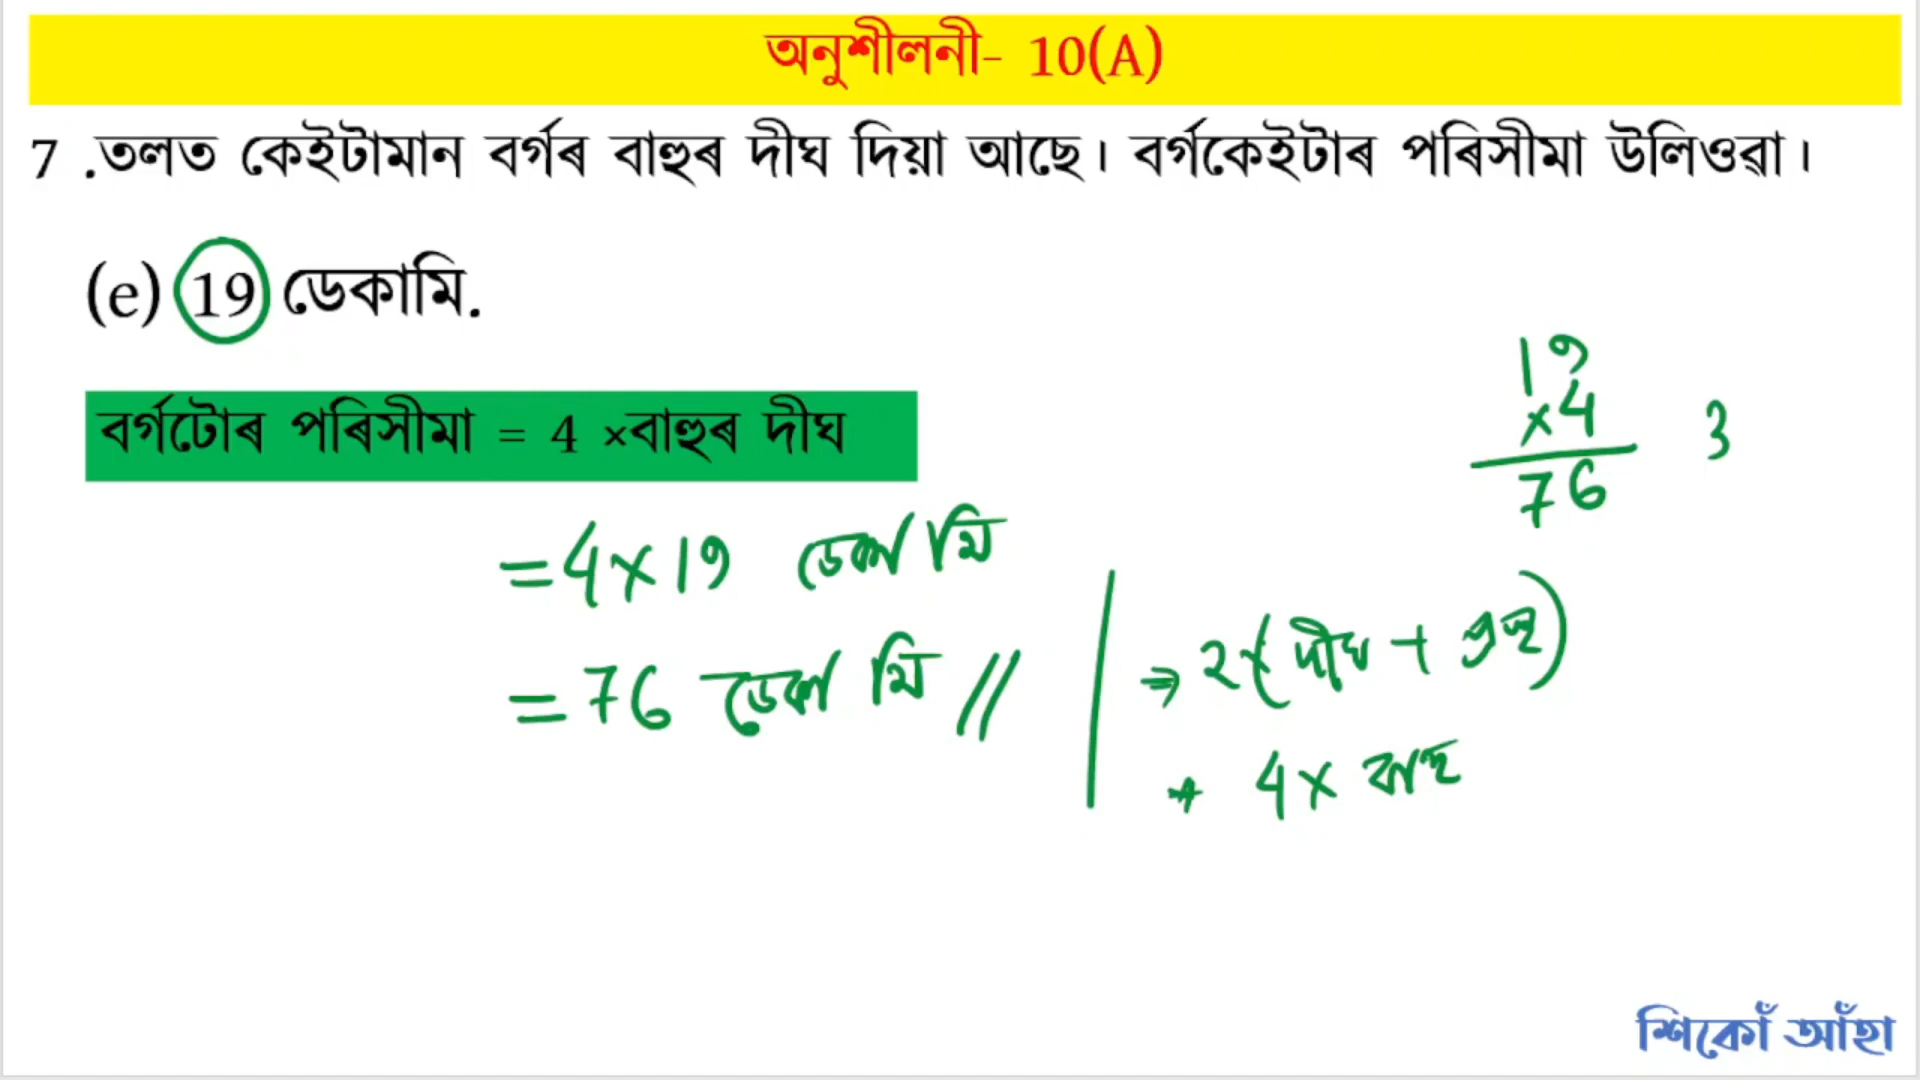 অনুশীলনী- 10(A)
7 .তলত কেইটামান বৰ্গৰ বাহুৰ দীঘ দিয়া আছে। বৰ্গকেইটাৰ পৰিসীমা উলিওৱা।
(e) 19 ডেকামি.
বৰ্গটোৰ পৰিসীমা = 4 ×বাহুৰ দীঘ
19
×4
3
76
=4×19 ডেকা মি
=76 ডেকা মি //
→ 2×(দীঘ + প্ৰস্থ)
→ 4× বাহু
শিকোঁ আঁহা